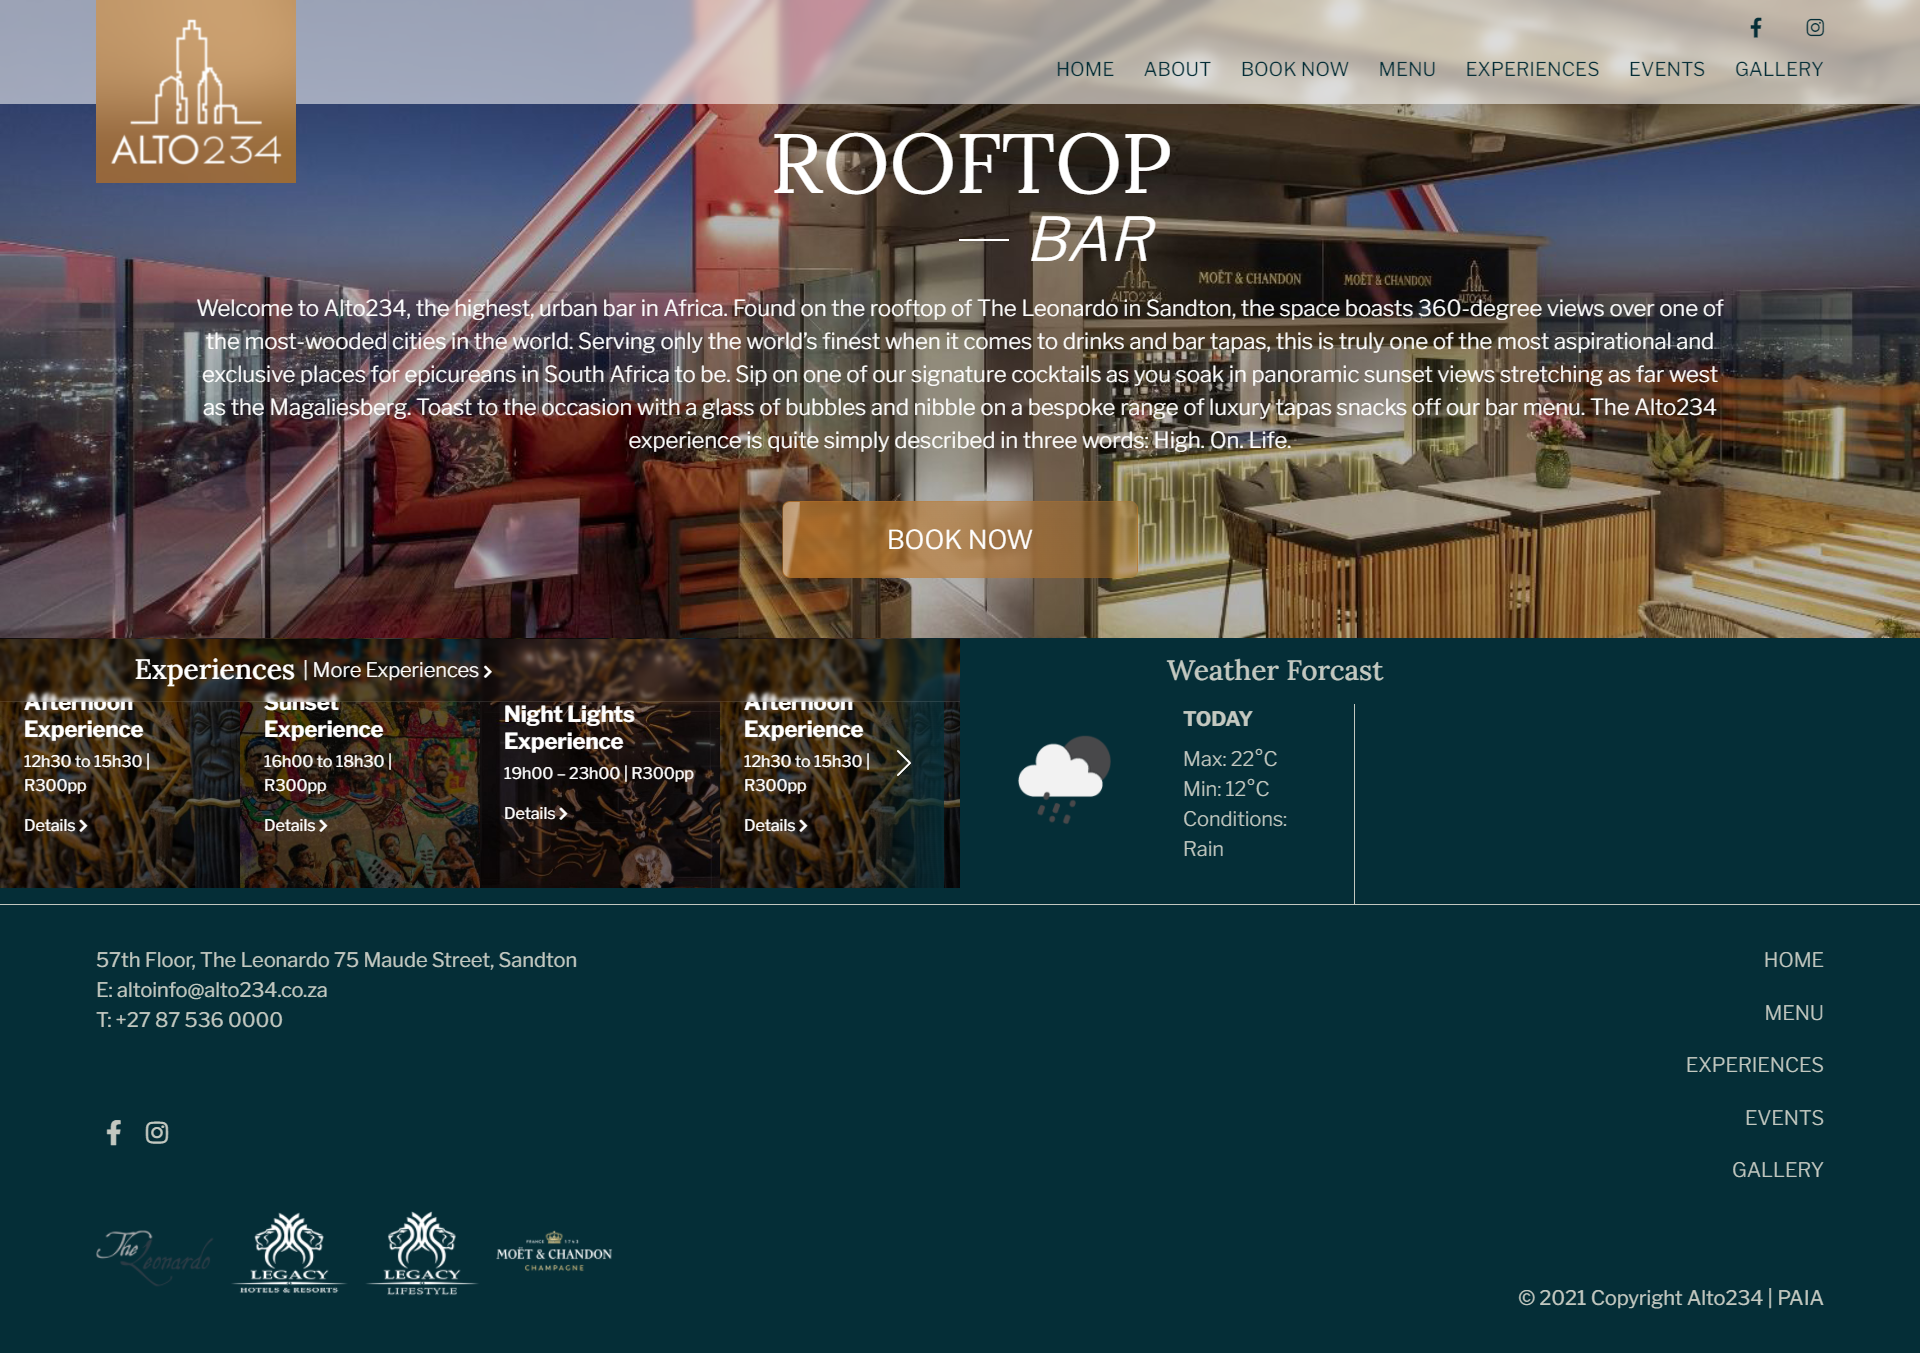 ALTO234
HOME ABOUT BOOK NOW MENU EXPERIENCES EVENTS GALLERY
ROOFTOP
BAR
ALTO234 MOËT & CHANDON MOËT & CHANDON ALTO234
Welcome to Alto234, the highest, urban bar in Africa. Found on the rooftop of The Leonardo in Sandton, the space boasts 360-degree views over one of
the most-wooded cities in the world. Serving only the world's finest when it comes to drinks and bar tapas, this is truly one of the most aspirational and
exclusive places for epicureans in South Africa to be. Sip on one of our signature cocktails as you soak in panoramic sunset views stretching as far west
as the Magaliesberg. Toast to the occasion with a glass of bubbles and nibble on a bespoke range of luxury tapas snacks off our bar menu. The Alto234
experience is quite simply described in three words: High. On. Life.
BOOK NOW
Experiences | More Experiences
Afternoon
Experience
12h30 to 15h30 |
R300pp
Details
Sunset
Experience
16h00 to 18h30 |
R300pp
Details
Night Lights
Experience
19h00 – 23h00 | R300pp
Details
Afternoon
Experience
12h30 to 15h30 |
R300pp
Details
Weather Forcast
TODAY
Max: 22°C
Min: 12°C
Conditions:
Rain
57th Floor, The Leonardo 75 Maude Street, Sandton
E: altoinfo@alto234.co.za
T: +27 87 536 0000
HOME
MENU
EXPERIENCES
EVENTS
GALLERY
The Leonardo
LEGACY
HOTELS & RESORTS
LEGACY
LIFESTYLE
FRANCE 1743
MOËT & CHANDON
CHAMPAGNE
© 2021 Copyright Alto234 | PAIA